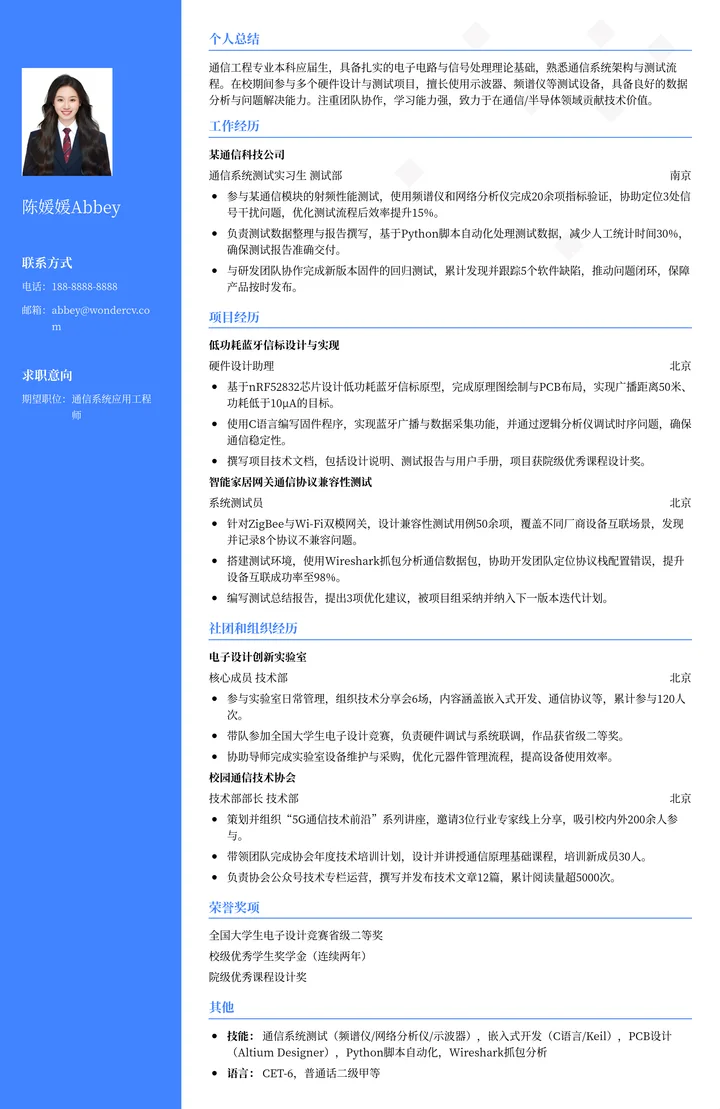 陈媛媛Abbey
联系方式
电话：188-8888-8888
邮箱：abbey@wondercv.co
m
求职意向
期望职位：通信系统应用工程
师
个人总结
通信工程专业本科应届生，具备扎实的电子电路与信号处理理论基础，熟悉通信系统架构与测试流
程。在校期间参与多个硬件设计与测试项目，擅长使用示波器、频谱仪等测试设备，具备良好的数据
分析与问题解决能力。注重团队协作，学习能力强，致力于在通信/半导体领域贡献技术价值。
工作经历
某通信科技公司
通信系统测试实习生 测试部 南京
• 参与某通信模块的射频性能测试，使用频谱仪和网络分析仪完成20余项指标验证，协助定位3处信
号干扰问题，优化测试流程后效率提升15%。
• 负责测试数据整理与报告撰写，基于Python脚本自动化处理测试数据，减少人工统计时间30%，
确保测试报告准确交付。
• 与研发团队协作完成新版本固件的回归测试，累计发现并跟踪5个软件缺陷，推动问题闭环，保障
产品按时发布。
项目经历
低功耗蓝牙信标设计与实现
硬件设计助理 北京
• 基于nRF52832芯片设计低功耗蓝牙信标原型，完成原理图绘制与PCB布局，实现广播距离50米、
功耗低于10μA的目标。
• 使用C语言编写固件程序，实现蓝牙广播与数据采集功能，并通过逻辑分析仪调试时序问题，确保
通信稳定性。
• 撰写项目技术文档，包括设计说明、测试报告与用户手册，项目获院级优秀课程设计奖。
智能家居网关通信协议兼容性测试
系统测试员 北京
• 针对ZigBee与Wi-Fi双模网关，设计兼容性测试用例50余项，覆盖不同厂商设备互联场景，发现
并记录8个协议不兼容问题。
• 搭建测试环境，使用Wireshark抓包分析通信数据包，协助开发团队定位协议栈配置错误，提升
设备互联成功率至98%。
• 编写测试总结报告，提出3项优化建议，被项目组采纳并纳入下一版本迭代计划。
社团和组织经历
电子设计创新实验室
核心成员 技术部 北京
• 参与实验室日常管理，组织技术分享会6场，内容涵盖嵌入式开发、通信协议等，累计参与120人
次。
• 带队参加全国大学生电子设计竞赛，负责硬件调试与系统联调，作品获省级二等奖。
• 协助导师完成实验室设备维护与采购，优化元器件管理流程，提高设备使用效率。
校园通信技术协会
技术部部长 技术部 北京
• 策划并组织“5G通信技术前沿”系列讲座，邀请3位行业专家线上分享，吸引校内外200余人参
与。
• 带领团队完成协会年度技术培训计划，设计并讲授通信原理基础课程，培训新成员30人。
• 负责协会公众号技术专栏运营，撰写并发布技术文章12篇，累计阅读量超5000次。
荣誉奖项
全国大学生电子设计竞赛省级二等奖
校级优秀学生奖学金（连续两年）
院级优秀课程设计奖
其他
• 技能： 通信系统测试（频谱仪/网络分析仪/示波器），嵌入式开发（C语言/Keil），PCB设计
（Altium Designer），Python脚本自动化，Wireshark抓包分析
• 语言： CET-6，普通话二级甲等